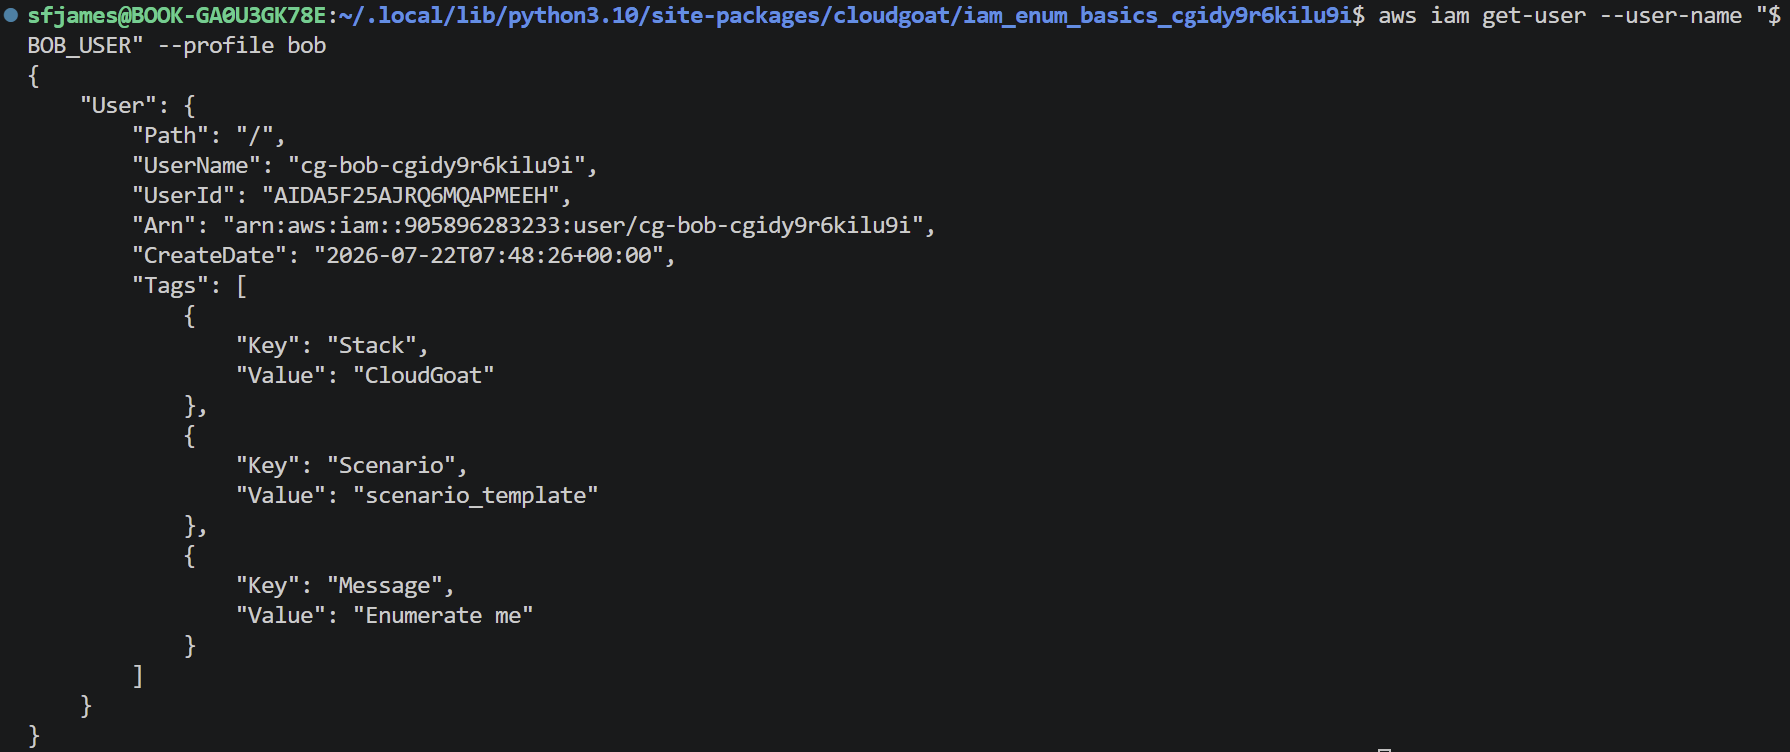 sfjames@BOOK-GA0U3GK78E:~/.local/lib/python3.10/site-packages/cloudgoat/iam_enum_basics_cgidy9r6kilu9i$ aws iam get-user --user-name "$
BOB_USER" --profile bob
{
    "User": {
        "Path": "/",
        "UserName": "cg-bob-cgidy9r6kilu9i",
        "UserId": "AIDA5F25AJRQ6MQAPMEEH",
        "Arn": "arn:aws:iam::905896283233:user/cg-bob-cgidy9r6kilu9i",
        "CreateDate": "2026-07-22T07:48:26+00:00",
        "Tags": [
            {
                "Key": "Stack",
                "Value": "CloudGoat"
            },
            {
                "Key": "Scenario",
                "Value": "scenario_template"
            },
            {
                "Key": "Message",
                "Value": "Enumerate me"
            }
        ]
    }
}